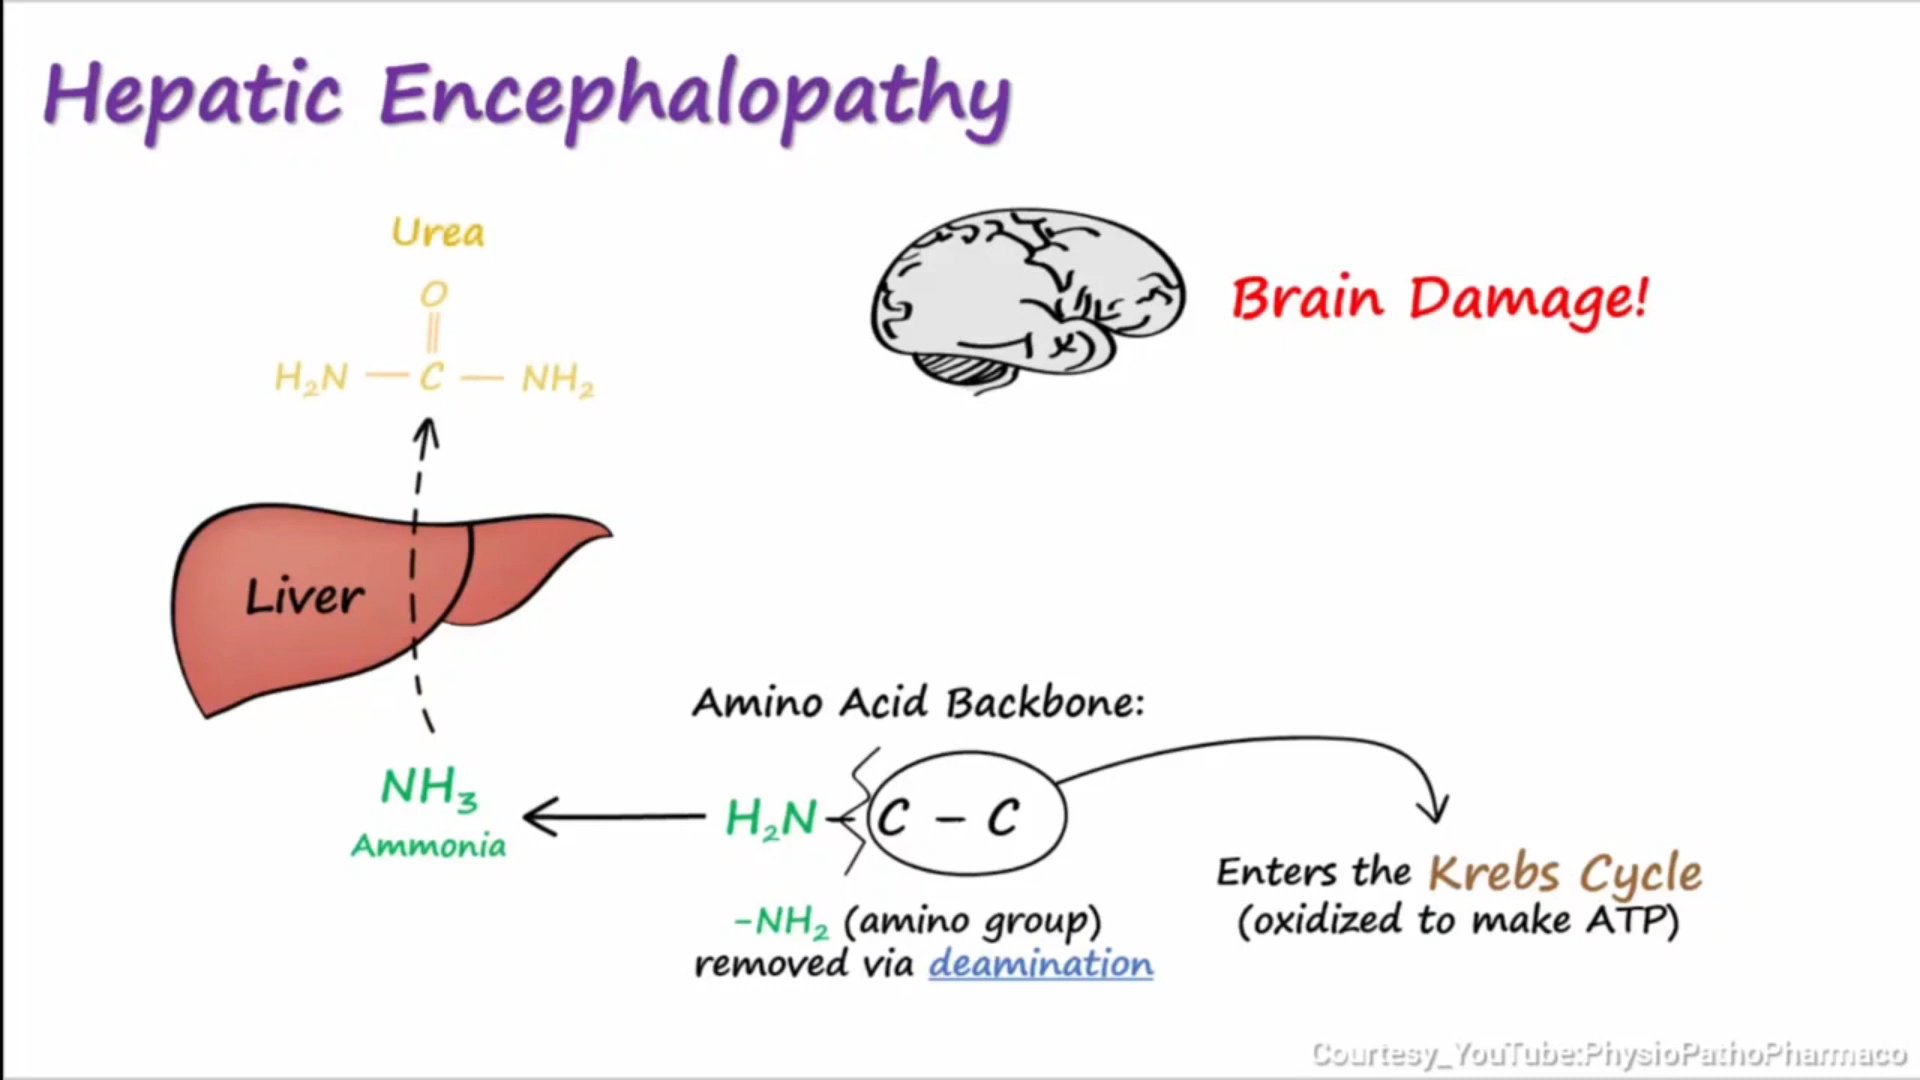 Hepatic Encephalopathy
Urea
O
H₂N — C — NH₂
Brain Damage!
Liver
Amino Acid Backbone:
NH₃
Ammonia
H₂N – C – C
-NH₂ (amino group)
removed via deamination
Enters the Krebs Cycle
(oxidized to make ATP)
Courtesy_YouTube:PhysioPathoPharmaco